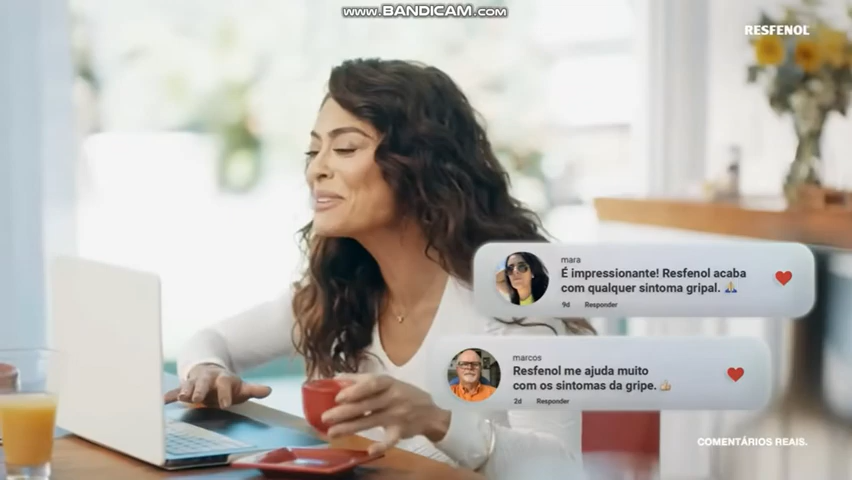 WWW.BANDICAM.COM
RESFENOL
mara
É impressionante! Resfenol acaba
com qualquer sintoma gripal. 🙏
9d Responder
marcos
Resfenol me ajuda muito
com os sintomas da gripe. 👍
2d Responder
COMENTÁRIOS REAIS.